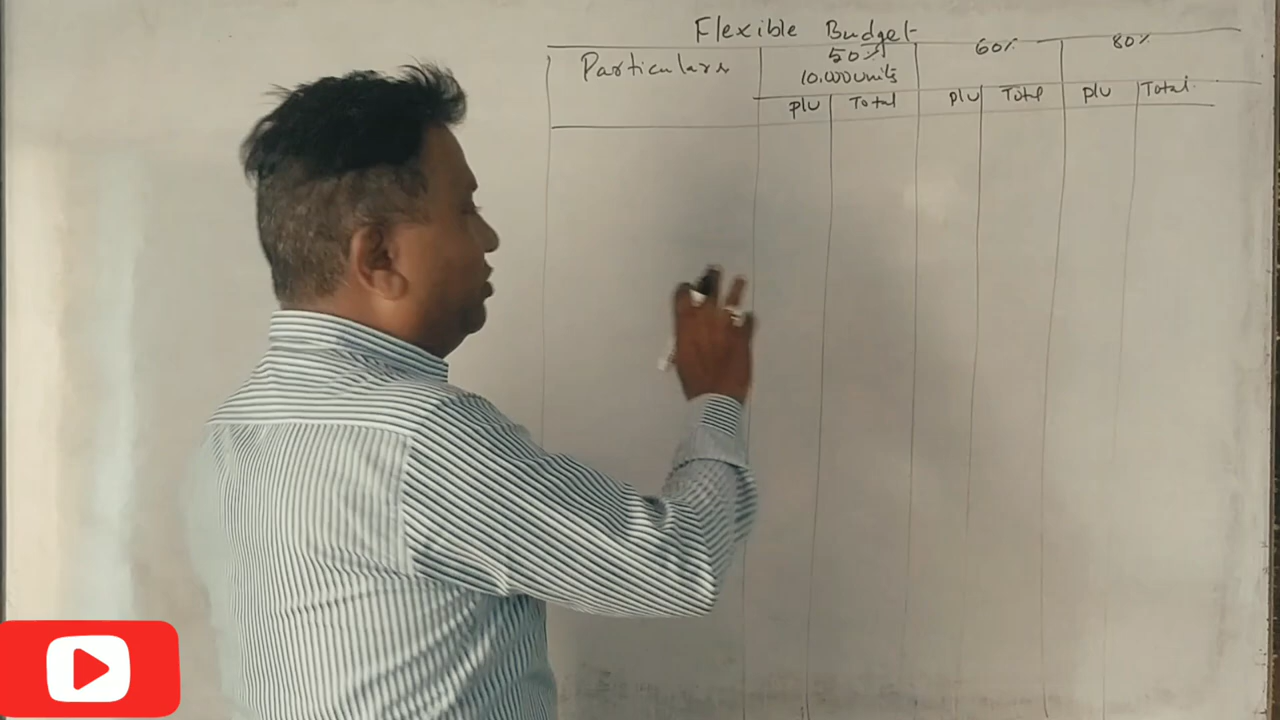 Flexible Budget
Particulars 50% 60% 80%
10,000 units
P/U Total P/U Total P/U Total